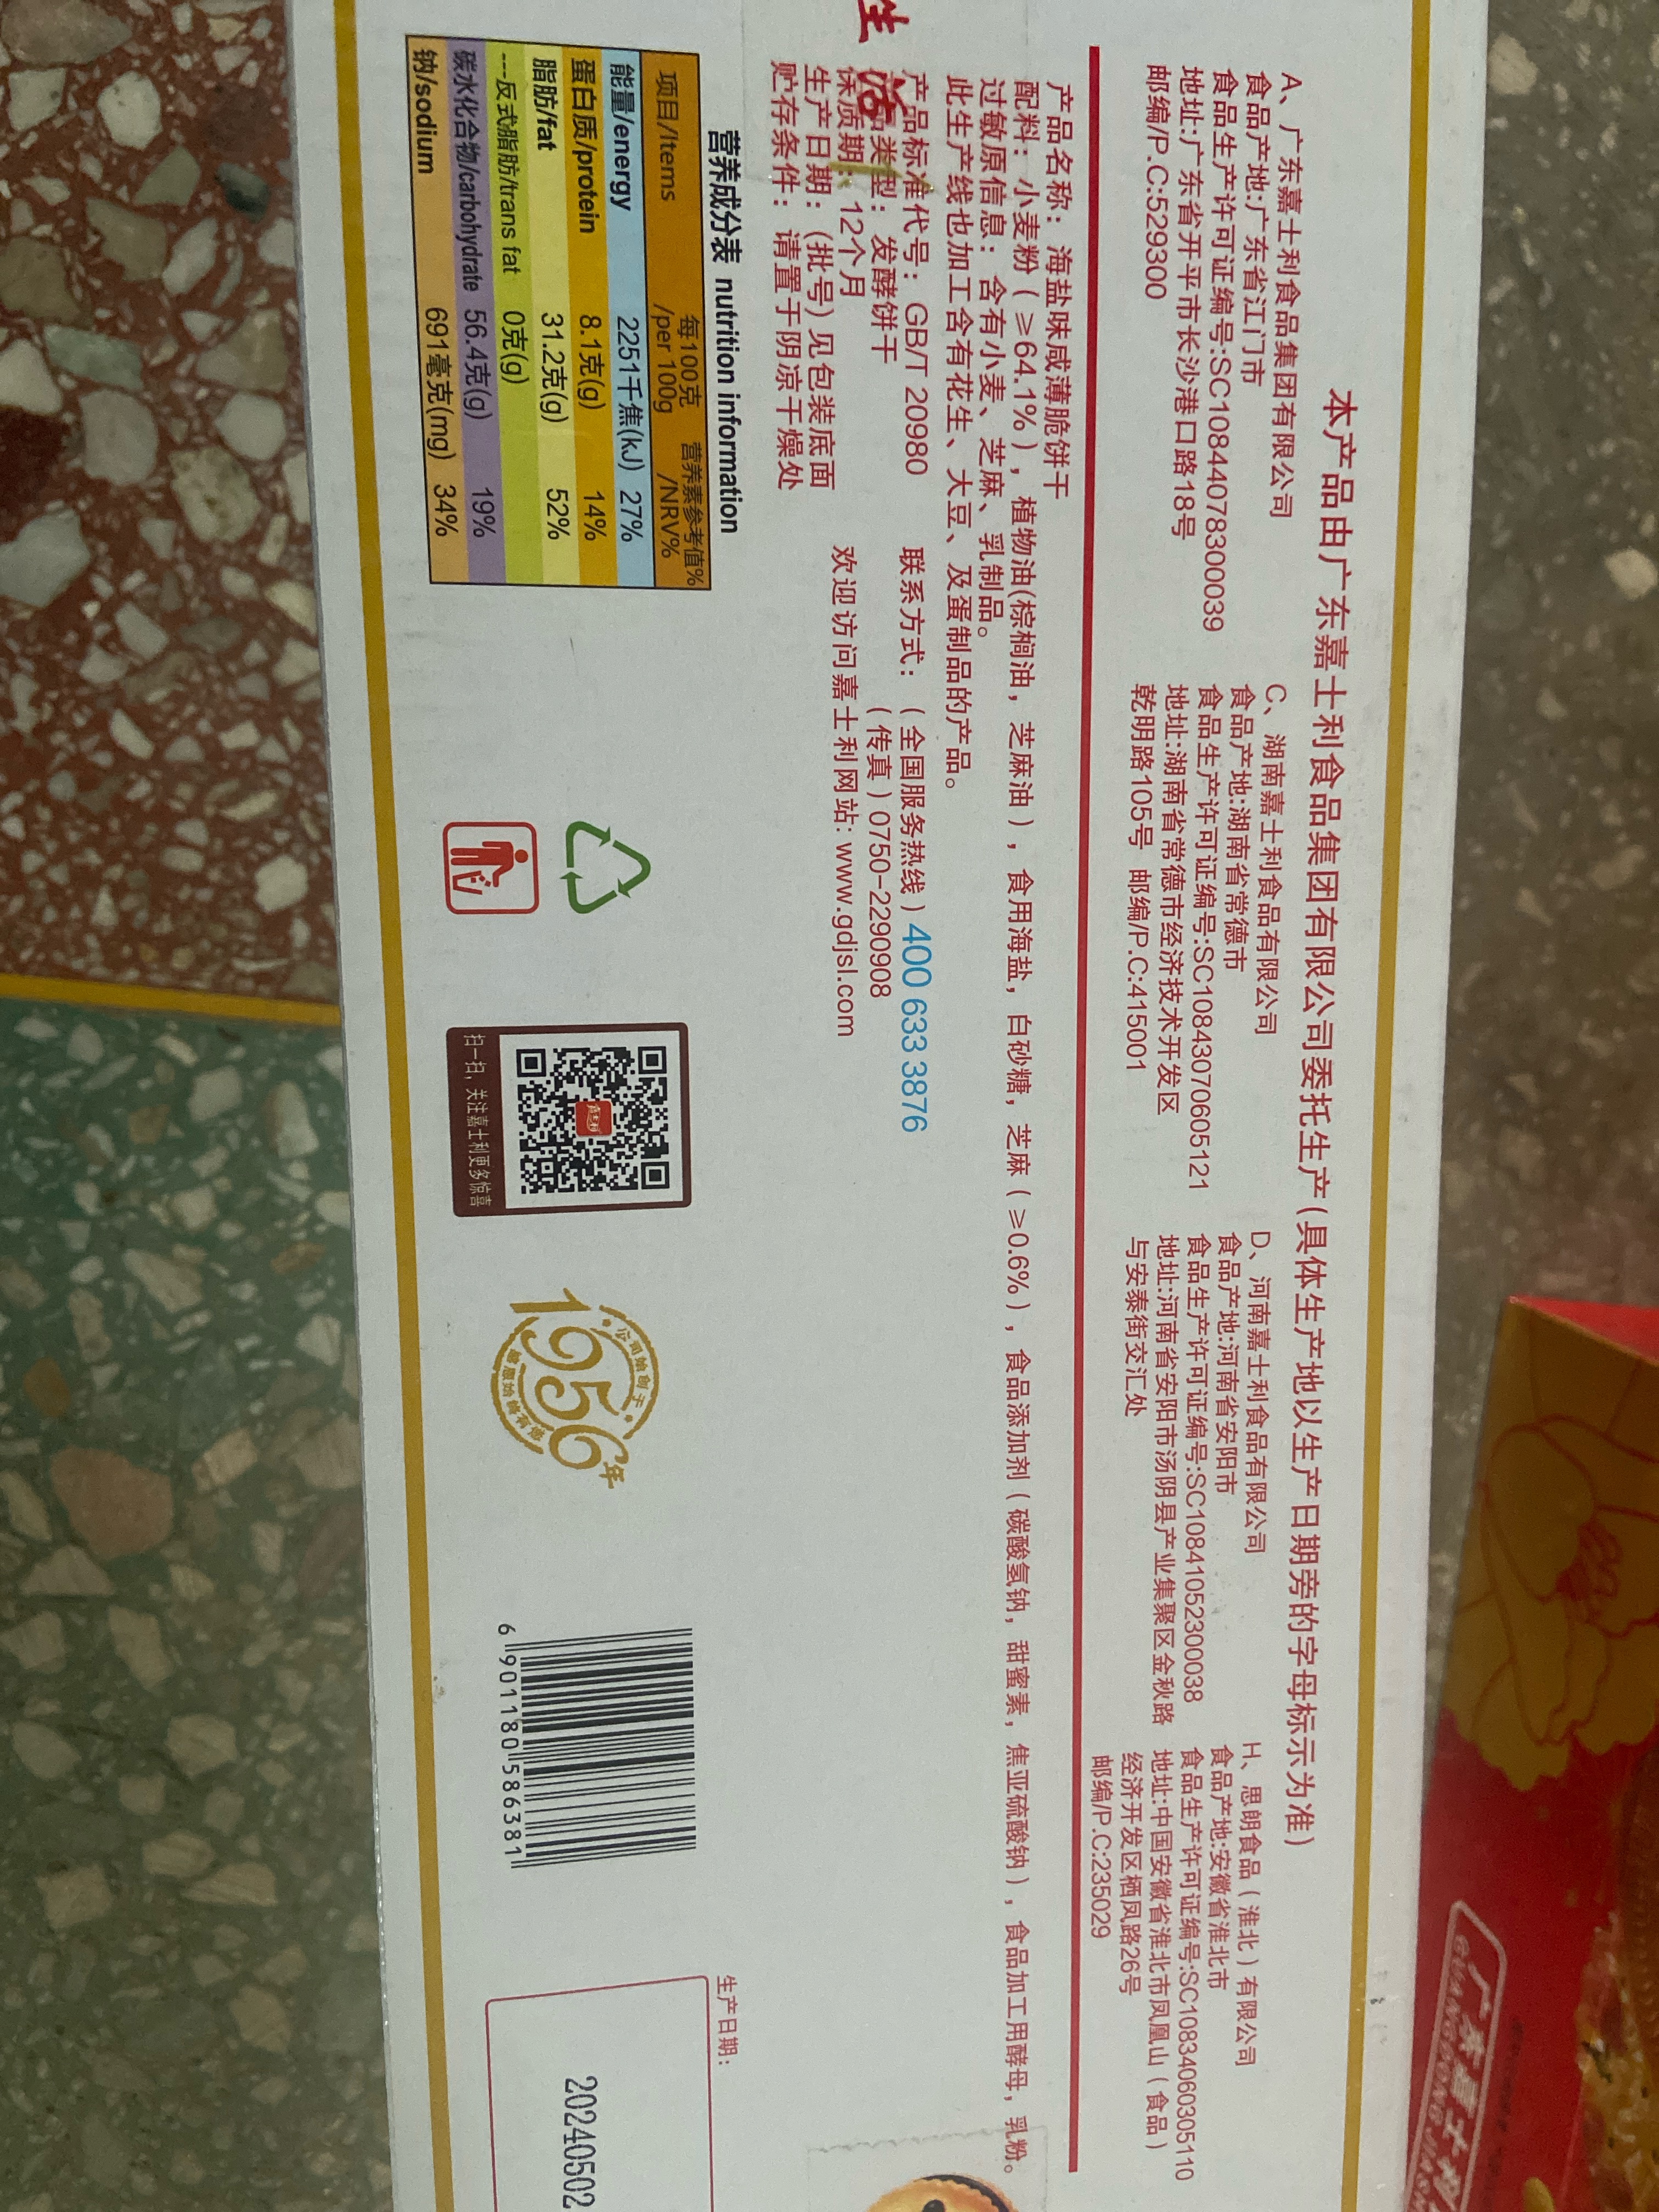 本产品由广东嘉士利食品集团有限公司委托生产(具体生产地以生产日期旁的字母标示为准)
A、广东嘉士利食品集团有限公司
食品产地:广东省江门市
食品生产许可证编号:SC10844078300039
地址:广东省开平市长沙港口路18号
邮编/P.C:529300
C、湖南嘉士利食品有限公司
食品产地:湖南省常德市
食品生产许可证编号:SC10843070605121
地址:湖南省常德市经济技术开发区
乾明路105号 邮编/P.C:415001
D、河南嘉士利食品有限公司
食品产地:河南省安阳市
食品生产许可证编号:SC10841052300038
地址:河南省安阳市汤阴县产业集聚区金秋路
与安泰街交汇处
H、思朗食品（淮北）有限公司
食品产地:安徽省淮北市
食品生产许可证编号:SC10834060305110
地址:中国安徽省淮北市凤凰山（食品）
经济开发区栖凤路26号
邮编/P.C:235029
产品名称：海盐味咸薄脆饼干
配料：小麦粉（≥64.1%），植物油(棕榈油，芝麻油），食用海盐，白砂糖，芝麻（≥0.6%），食品添加剂（碳酸氢钠，甜蜜素，焦亚硫酸钠），食品加工用酵母，乳粉。
过敏原信息：含有小麦、芝麻、乳制品。
此生产线也加工含有花生、大豆、及蛋制品的产品。
产品标准代号：GB/T 20980
类型：发酵饼干
保质期：12个月
生产日期：(批号)见包装底面
贮存条件：请置于阴凉干燥处
联系方式：（全国服务热线）400 633 3876
（传真）0750-2290908
欢迎访问嘉士利网站: www.gdjsl.com
生活
营养成分表 nutrition information
项目/Items 每100克/per 100g 营养素参考值%/NRV%
能量/energy 2251千焦(kJ) 27%
蛋白质/protein 8.1克(g) 14%
脂肪/fat 31.2克(g) 52%
---反式脂肪/trans fat 0克(g)
碳水化合物/carbohydrate 56.4克(g) 19%
钠/sodium 691毫克(mg) 34%
扫一扫，关注嘉士利更多惊喜
公司始创于
1956年
6 901180 586381
生产日期：
20240502
广东嘉士利